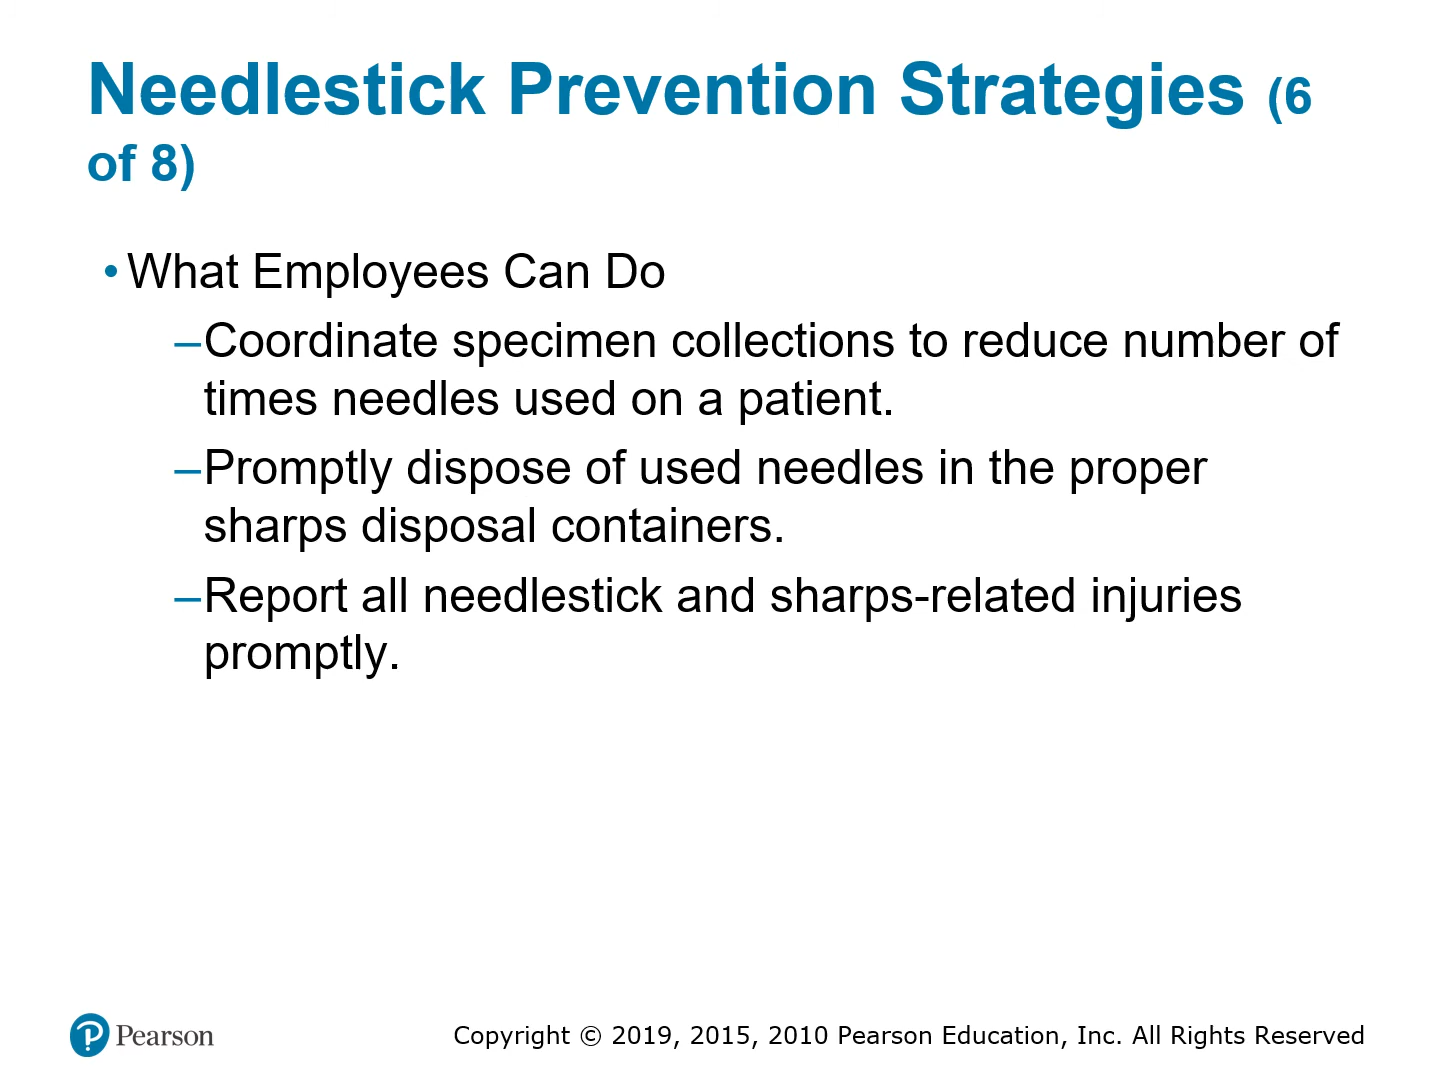 Needlestick Prevention Strategies (6
of 8)
• What Employees Can Do
–Coordinate specimen collections to reduce number of
times needles used on a patient.
–Promptly dispose of used needles in the proper
sharps disposal containers.
–Report all needlestick and sharps-related injuries
promptly.
Pearson
Copyright © 2019, 2015, 2010 Pearson Education, Inc. All Rights Reserved